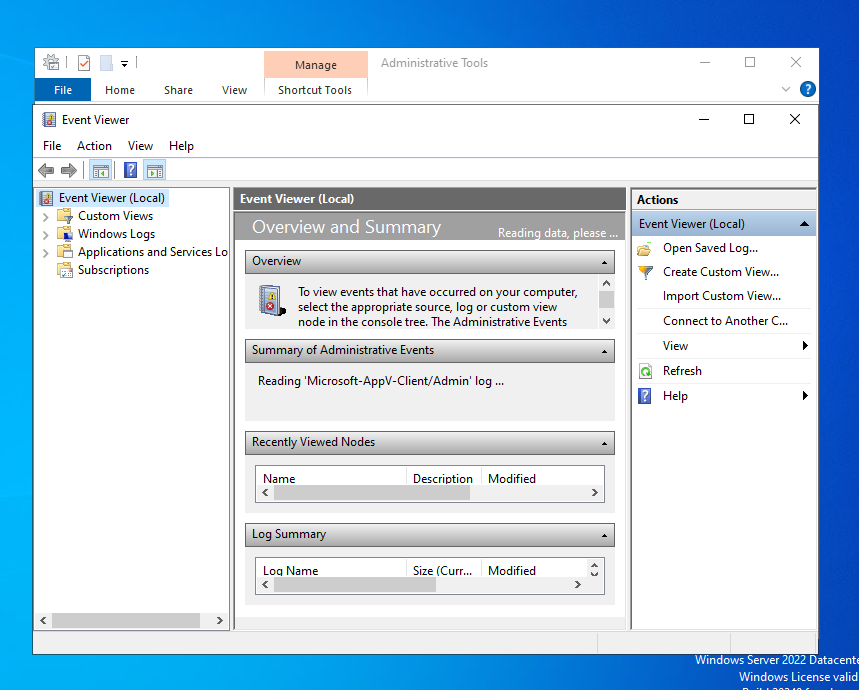 Manage
Administrative Tools
File
Home
Share
View
Shortcut Tools
Event Viewer
File
Action
View
Help
Event Viewer (Local)
Custom Views
Windows Logs
Applications and Services Lo
Subscriptions
Event Viewer (Local)
Overview and Summary
Reading data, please ...
Overview
To view events that have occurred on your computer,
select the appropriate source, log or custom view
node in the console tree. The Administrative Events
Summary of Administrative Events
Reading 'Microsoft-AppV-Client/Admin' log ...
Recently Viewed Nodes
Name
Description
Modified
Log Summary
Log Name
Size (Curr...
Modified
Actions
Event Viewer (Local)
Open Saved Log...
Create Custom View...
Import Custom View...
Connect to Another C...
View
Refresh
Help
Windows Server 2022 Datacente
Windows License valid